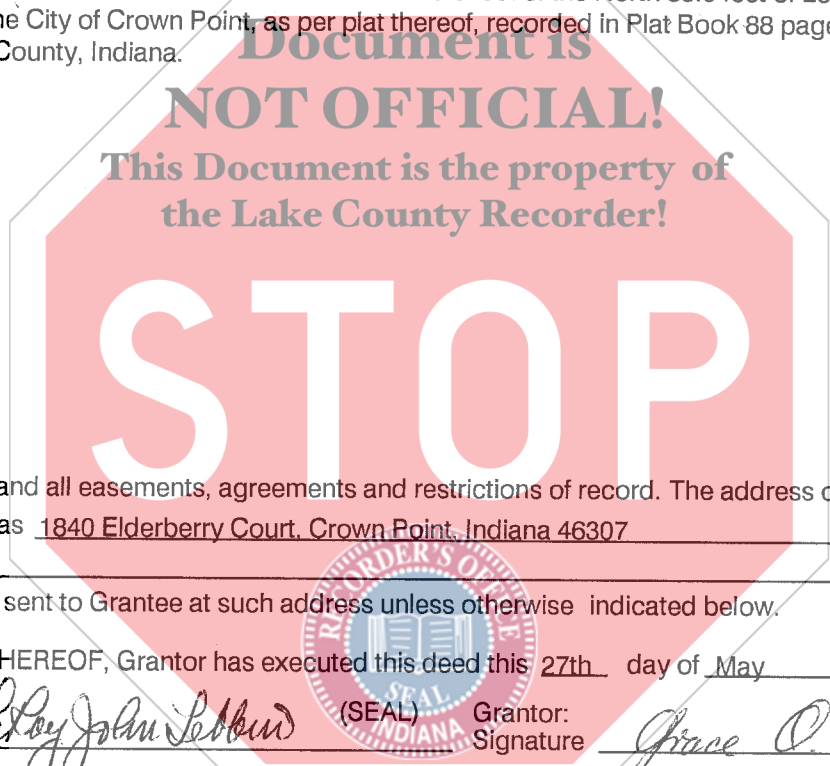 e City of Crown Point, as per plat thereof, recorded in Plat Book 88 page
County, Indiana.
Document is
NOT OFFICIAL!
This Document is the property of
the Lake County Recorder!
STOP
and all easements, agreements and restrictions of record. The address o
as 1840 Elderberry Court, Crown Point, Indiana 46307
RECORDER'S OFFICE
sent to Grantee at such address unless otherwise indicated below.
HEREOF, Grantor has executed this deed this 27th day of May
SEAL
INDIANA
Roy John (SEAL) Grantor:
Signature Grace O.